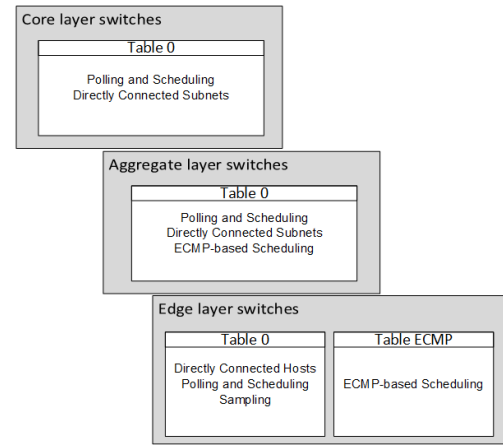 Core layer switches
Table 0
Polling and Scheduling
Directly Connected Subnets
Aggregate layer switches
Table 0
Polling and Scheduling
Directly Connected Subnets
ECMP-based Scheduling
Edge layer switches
Table 0
Directly Connected Hosts
Polling and Scheduling
Sampling
Table ECMP
ECMP-based Scheduling